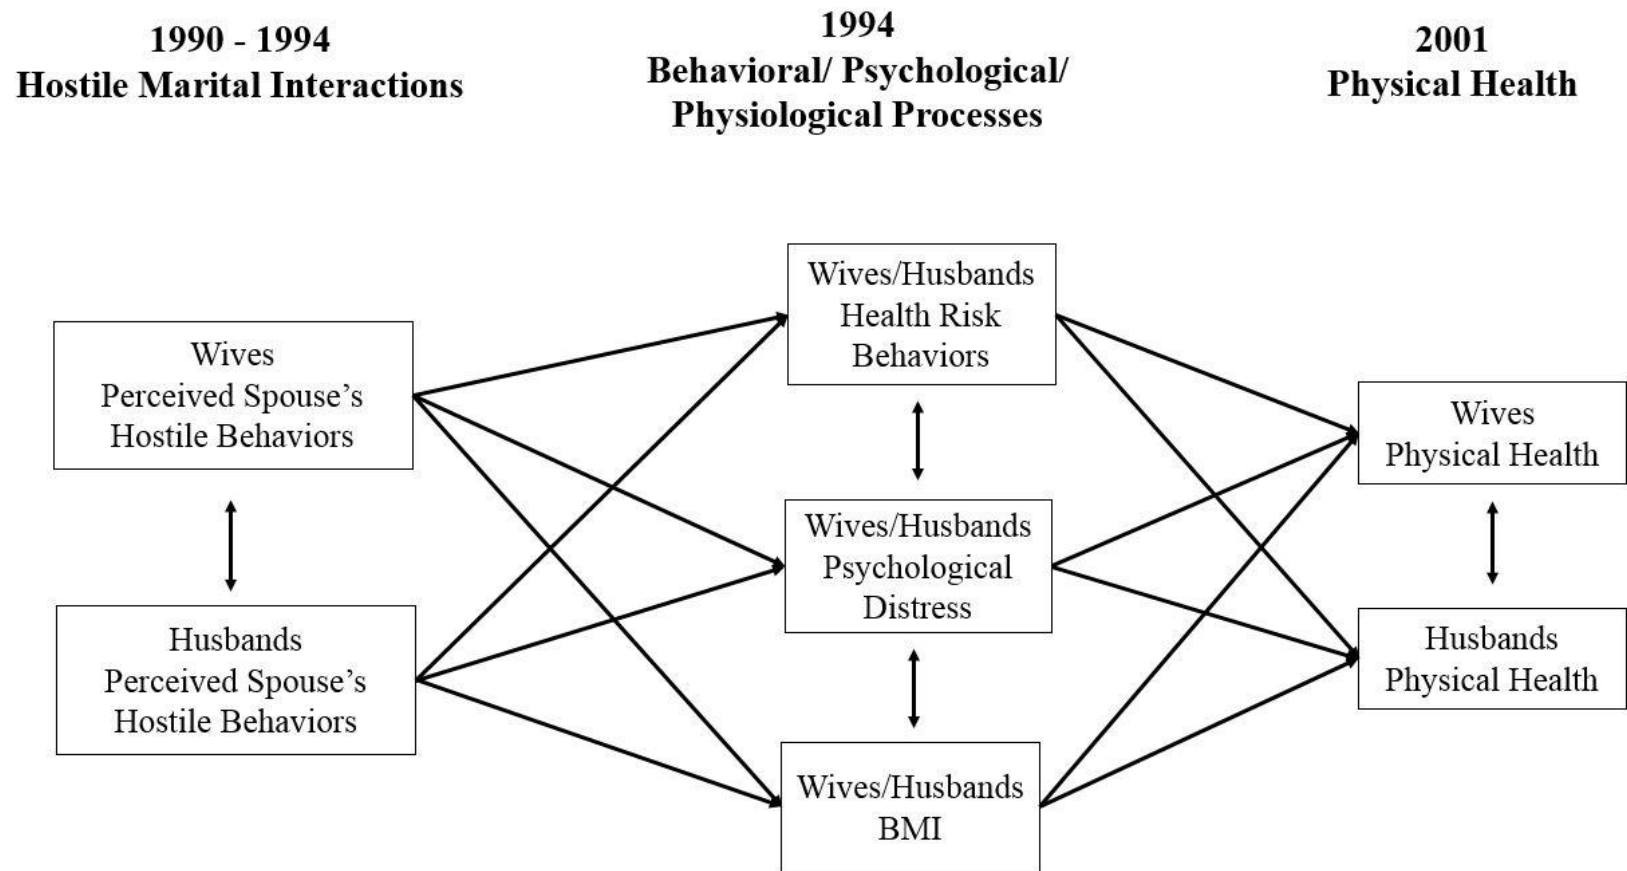 1990 - 1994
Hostile Marital Interactions
1994
Behavioral/ Psychological/
Physiological Processes
2001
Physical Health
Wives
Perceived Spouse’s
Hostile Behaviors
Husbands
Perceived Spouse’s
Hostile Behaviors
Wives/Husbands
Health Risk
Behaviors
Wives/Husbands
Psychological
Distress
Wives/Husbands
BMI
Wives
Physical Health
Husbands
Physical Health